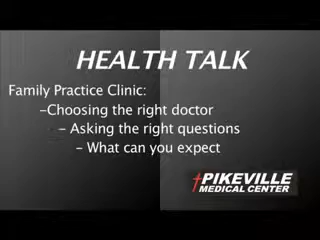 HEALTH TALK
Family Practice Clinic:
-Choosing the right doctor
- Asking the right questions
- What can you expect
PIKEVILLE
MEDICAL CENTER